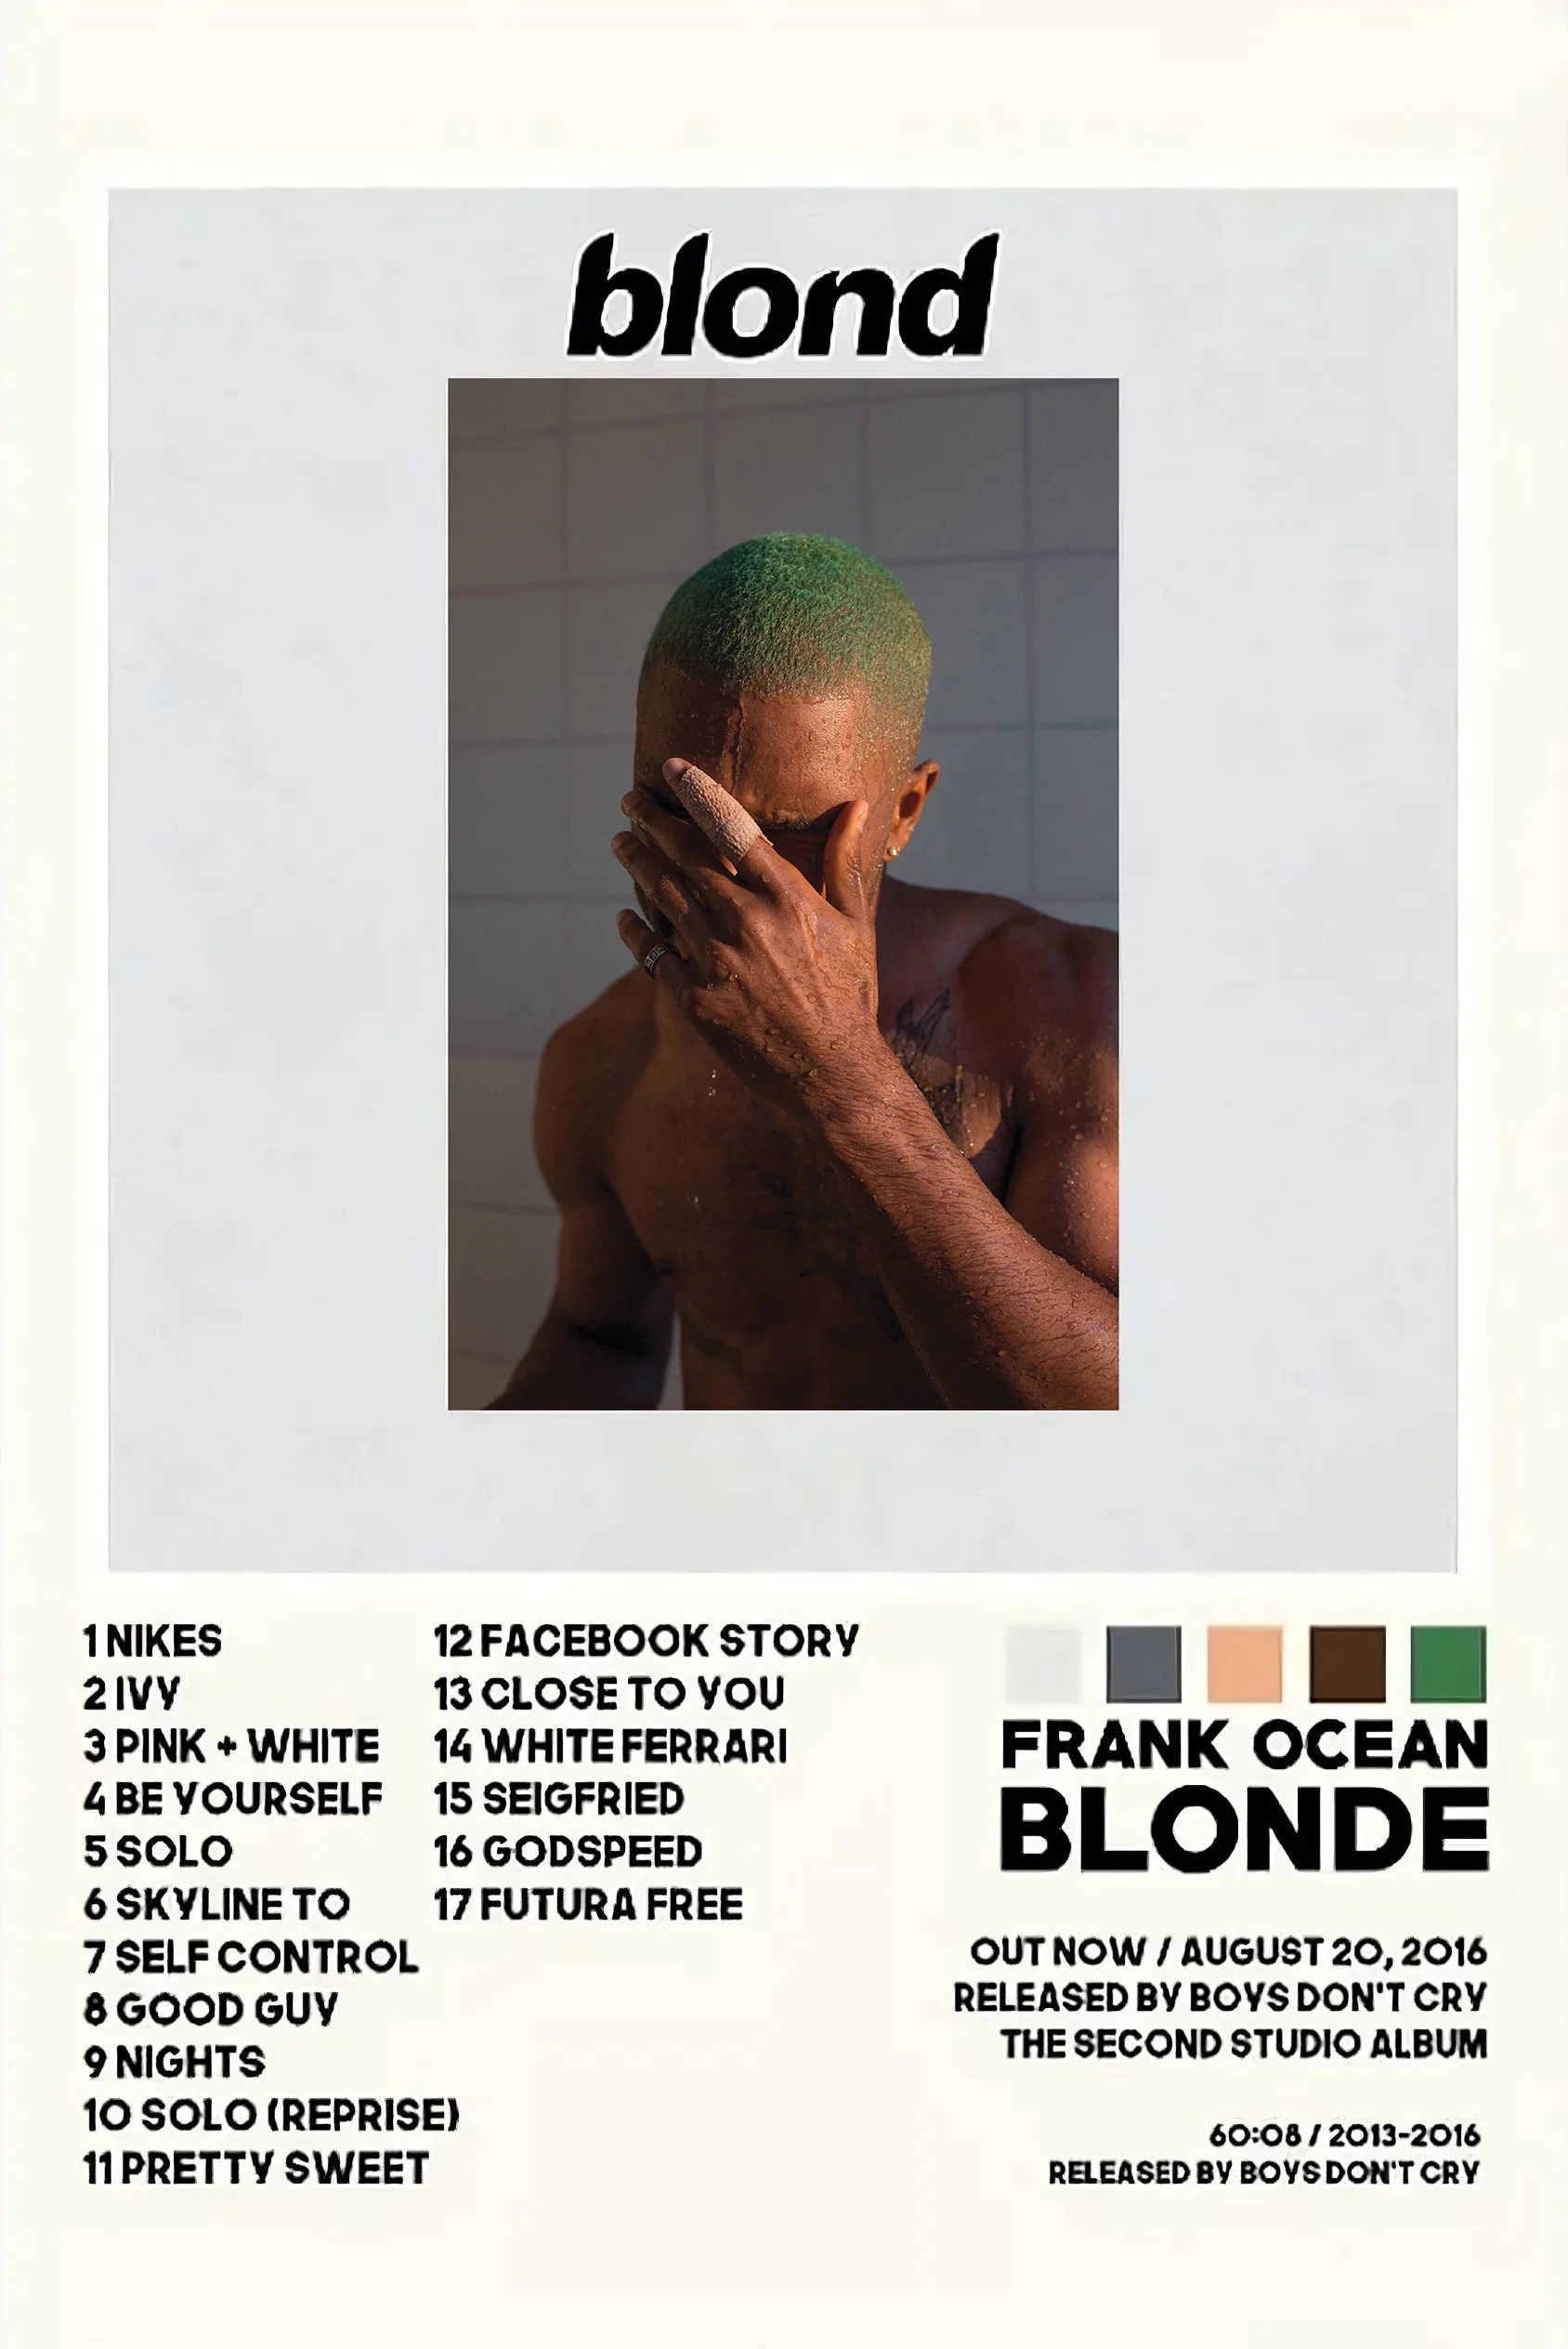 blond
1 NIKES
2 IVY
3 PINK + WHITE
4 BE YOURSELF
5 SOLO
6 SKYLINE TO
7 SELF CONTROL
8 GOOD GUY
9 NIGHTS
10 SOLO (REPRISE)
11 PRETTY SWEET
12 FACEBOOK STORY
13 CLOSE TO YOU
14 WHITE FERRARI
15 SEIGFRIED
16 GODSPEED
17 FUTURA FREE
FRANK OCEAN
BLONDE
OUT NOW / AUGUST 20, 2016
RELEASED BY BOYS DON'T CRY
THE SECOND STUDIO ALBUM
60:08 / 2013-2016
RELEASED BY BOYS DON'T CRY